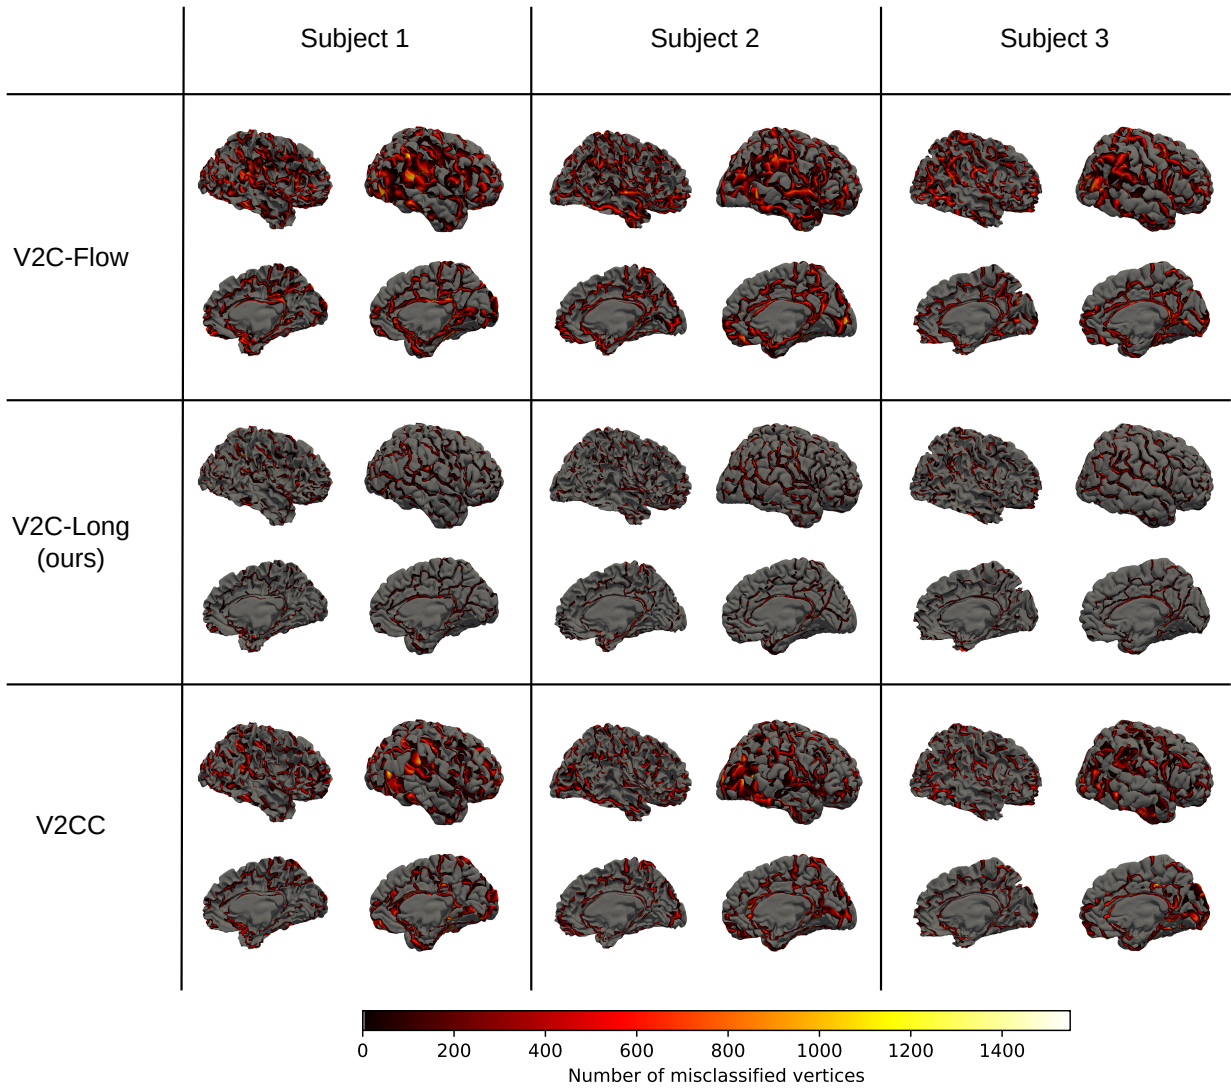 Subject 1
Subject 2
Subject 3
V2C-Flow
V2C-Long
(ours)
V2CC
0 200 400 600 800 1000 1200 1400
Number of misclassified vertices